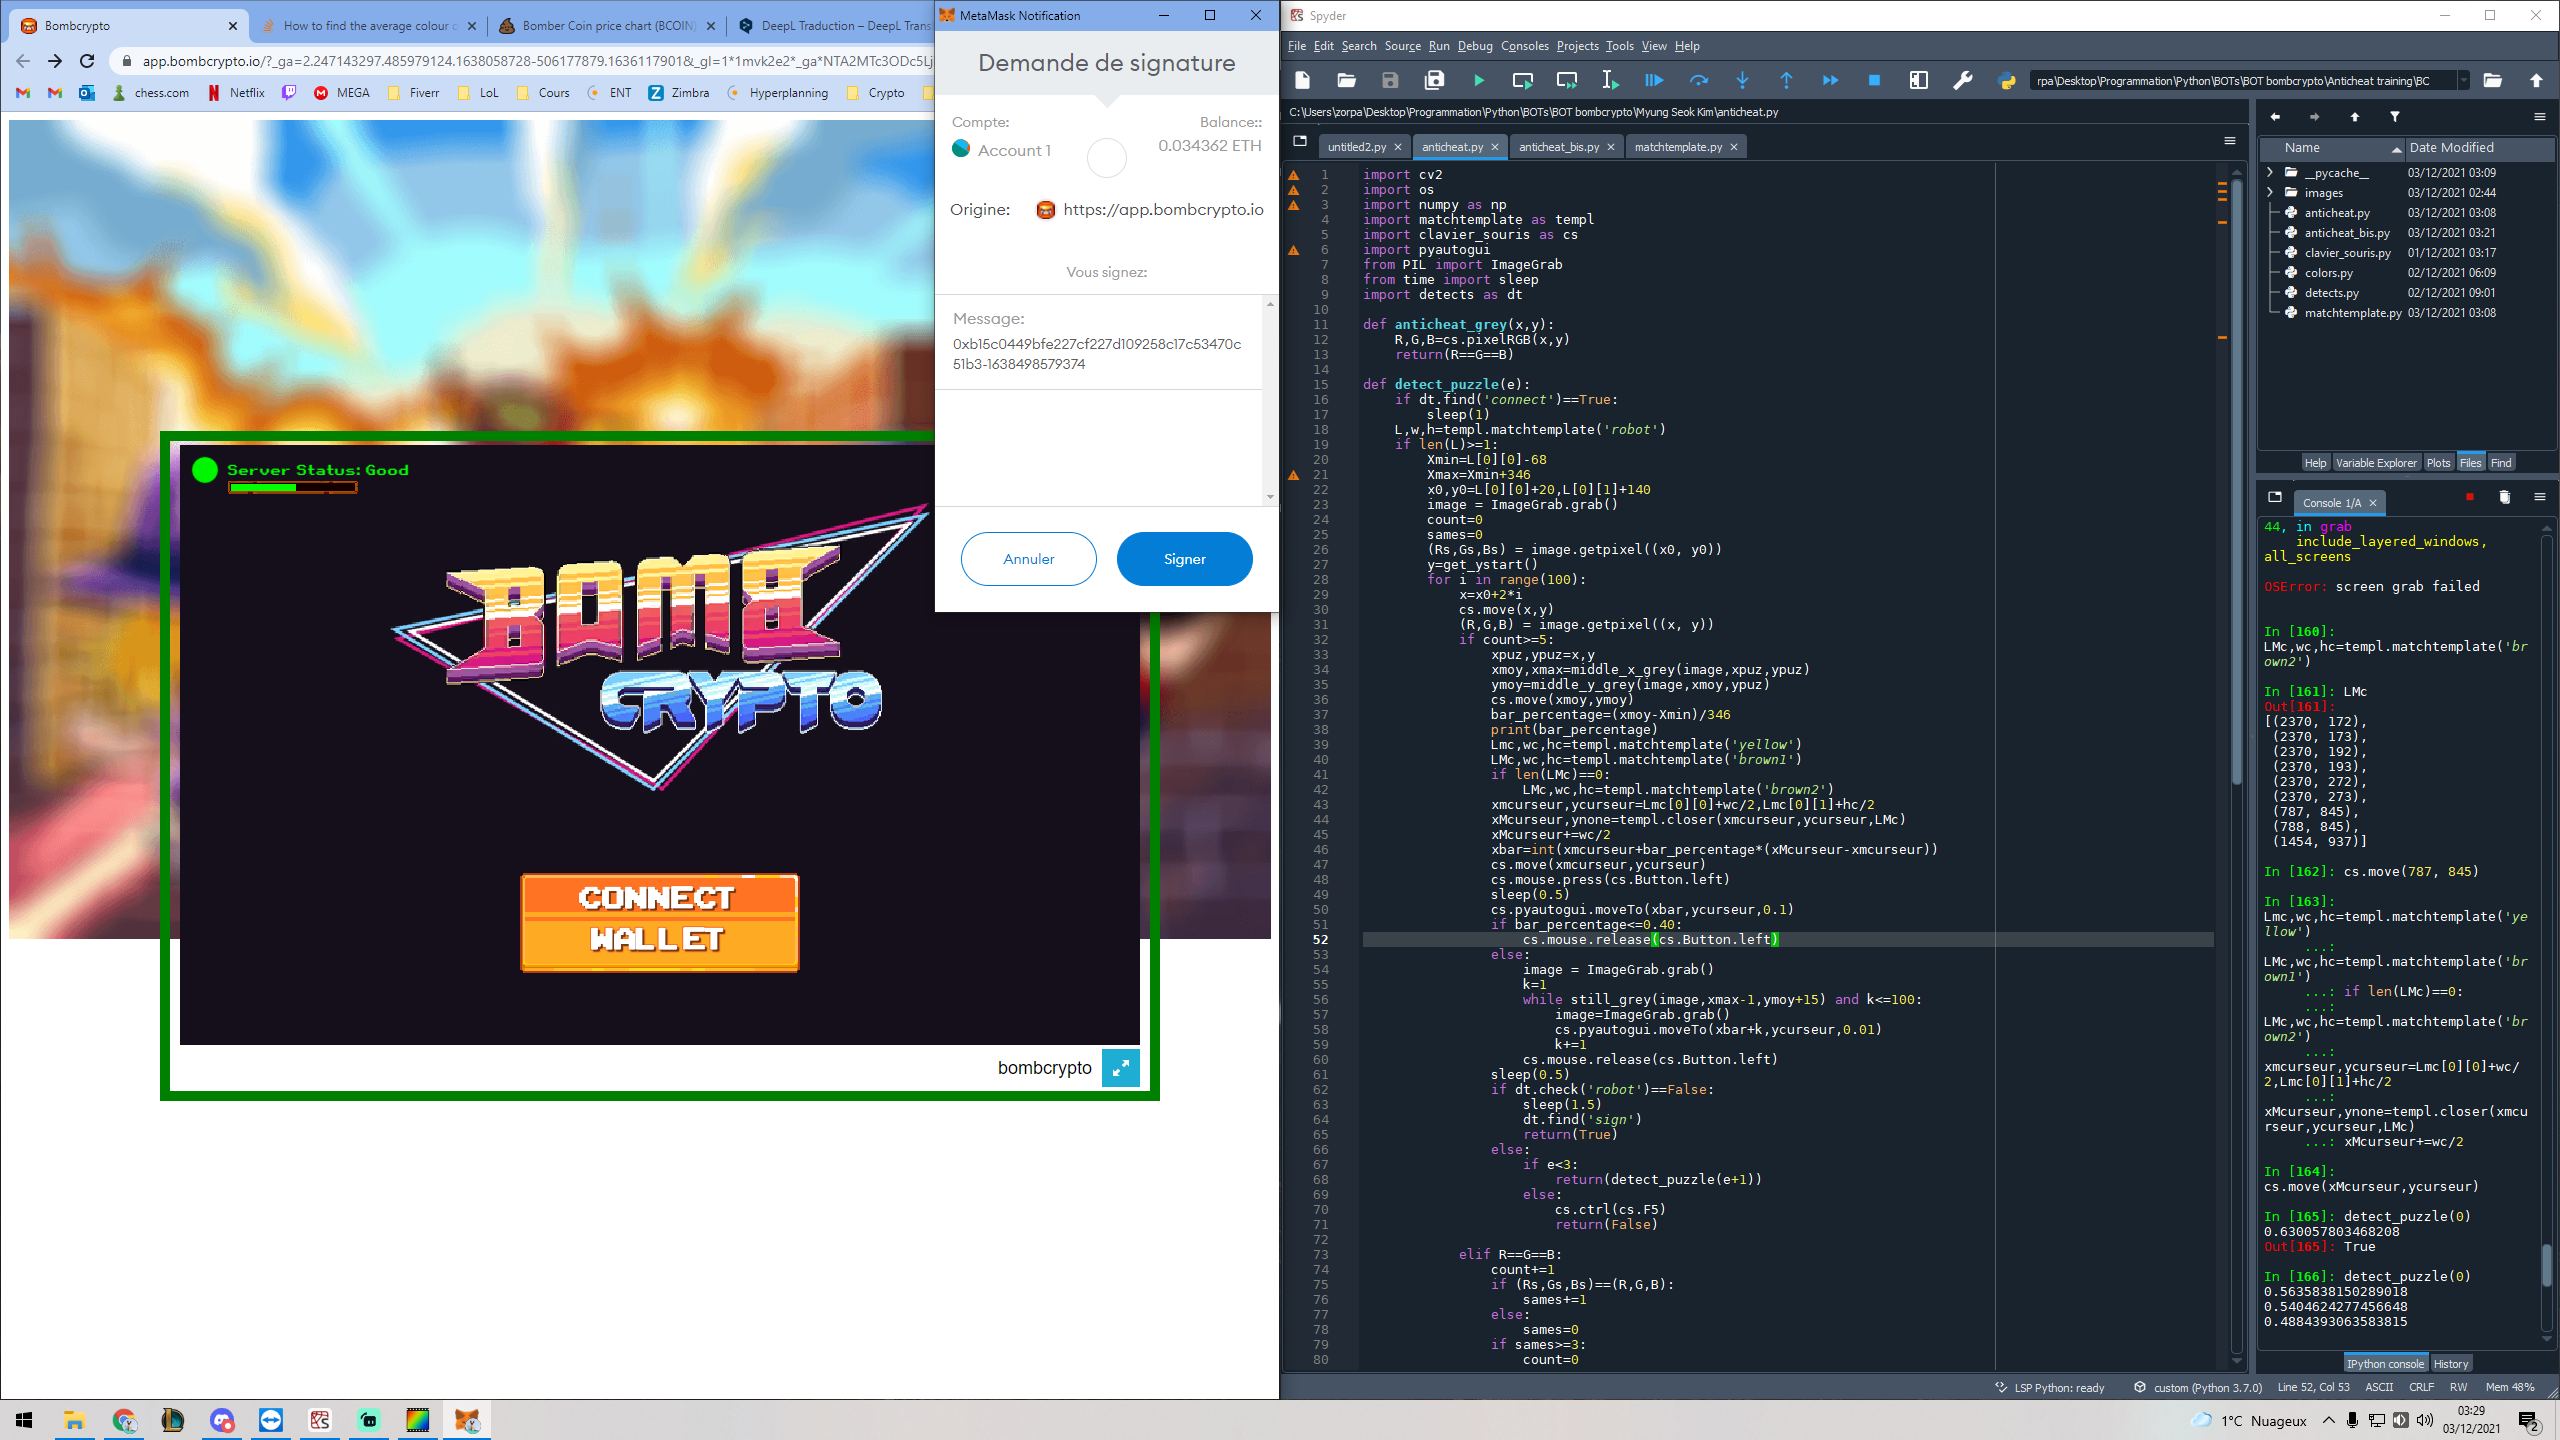 Bombcrypto
How to find the average colour o
Bomber Coin price chart (BCOIN)
DeepL Traduction – DeepL Trans
app.bombcrypto.io/?_ga=2.247143297.485979124.1638058728-506177879.1636117901&_gl=1*1mvk2e2*_ga*NTA2MTc3ODc5Lj
chess.com
Netflix
MEGA
Fiverr
LoL
Cours
ENT
Zimbra
Hyperplanning
Crypto
Server Status: Good
BOMB
CRYPTO
CONNECT
WALLET
bombcrypto
MetaMask Notification
Demande de signature
Compte:
Balance::
Account 1
0.034362 ETH
Origine:
https://app.bombcrypto.io
Vous signez:
Message:
0xb15c0449bfe227cf227d109258c17c53470c
51b3-1638498579374
Annuler
Signer
Spyder
File Edit Search Source Run Debug Consoles Projects Tools View Help
rpa\Desktop\Programmation\Python\BOTs\BOT bombcrypto\Anticheat training\BC
C:\Users\zorpa\Desktop\Programmation\Python\BOTs\BOT bombcrypto\Myung Seok Kim\anticheat.py
untitled2.py
anticheat.py
anticheat_bis.py
matchtemplate.py
1 import cv2
2 import os
3 import numpy as np
4 import matchtemplate as templ
5 import clavier_souris as cs
6 import pyautogui
7 from PIL import ImageGrab
8 from time import sleep
9 import detects as dt
10
11 def anticheat_grey(x,y):
12 R,G,B=cs.pixelRGB(x,y)
13 return(R==G==B)
14
15 def detect_puzzle(e):
16 if dt.find('connect')==True:
17 sleep(1)
18 L,w,h=templ.matchtemplate('robot')
19 if len(L)>=1:
20 Xmin=L[0][0]-68
21 Xmax=Xmin+346
22 x0,y0=L[0][0]+20,L[0][1]+140
23 image = ImageGrab.grab()
24 count=0
25 sames=0
26 (Rs,Gs,Bs) = image.getpixel((x0, y0))
27 y=get_ystart()
28 for i in range(100):
29 x=x0+2*i
30 cs.move(x,y)
31 (R,G,B) = image.getpixel((x, y))
32 if count>=5:
33 xpuz,ypuz=x,y
34 xmoy,xmax=middle_x_grey(image,xpuz,ypuz)
35 ymoy=middle_y_grey(image,xmoy,ypuz)
36 cs.move(xmoy,ymoy)
37 bar_percentage=(xmoy-Xmin)/346
38 print(bar_percentage)
39 Lmc,wc,hc=templ.matchtemplate('yellow')
40 LMc,wc,hc=templ.matchtemplate('brown1')
41 if len(LMc)==0:
42 LMc,wc,hc=templ.matchtemplate('brown2')
43 xmcurseur,ycurseur=Lmc[0][0]+wc/2,Lmc[0][1]+hc/2
44 xMcurseur,ynone=templ.closer(xmcurseur,ycurseur,LMc)
45 xMcurseur+=wc/2
46 xbar=int(xmcurseur+bar_percentage*(xMcurseur-xmcurseur))
47 cs.move(xmcurseur,ycurseur)
48 cs.mouse.press(cs.Button.left)
49 sleep(0.5)
50 cs.pyautogui.moveTo(xbar,ycurseur,0.1)
51 if bar_percentage<=0.40:
52 cs.mouse.release(cs.Button.left)
53 else:
54 image = ImageGrab.grab()
55 k=1
56 while still_grey(image,xmax-1,ymoy+15) and k<=100:
57 image=ImageGrab.grab()
58 cs.pyautogui.moveTo(xbar+k,ycurseur,0.01)
59 k+=1
60 cs.mouse.release(cs.Button.left)
61 sleep(0.5)
62 if dt.check('robot')==False:
63 sleep(1.5)
64 dt.find('sign')
65 return(True)
66 else:
67 if e<3:
68 return(detect_puzzle(e+1))
69 else:
70 cs.ctrl(cs.F5)
71 return(False)
72
73 elif R==G==B:
74 count+=1
75 if (Rs,Gs,Bs)==(R,G,B):
76 sames+=1
77 else:
78 sames=0
79 if sames>=3:
80 count=0
Name Date Modified
__pycache__ 03/12/2021 03:09
images 03/12/2021 02:44
anticheat.py 03/12/2021 03:08
anticheat_bis.py 03/12/2021 03:21
clavier_souris.py 01/12/2021 03:17
colors.py 02/12/2021 06:09
detects.py 02/12/2021 09:01
matchtemplate.py 03/12/2021 03:08
Help Variable Explorer Plots Files Find
Console 1/A
44, in grab
include_layered_windows,
all_screens
OSError: screen grab failed
In [160]:
LMc,wc,hc=templ.matchtemplate('br
own2')
In [161]: LMc
Out[161]:
[(2370, 172),
(2370, 173),
(2370, 192),
(2370, 193),
(2370, 272),
(2370, 273),
(787, 845),
(788, 845),
(1454, 937)]
In [162]: cs.move(787, 845)
In [163]:
Lmc,wc,hc=templ.matchtemplate('ye
llow')
...:
LMc,wc,hc=templ.matchtemplate('br
own1')
...: if len(LMc)==0:
...:
LMc,wc,hc=templ.matchtemplate('br
own2')
...:
xmcurseur,ycurseur=Lmc[0][0]+wc/
2,Lmc[0][1]+hc/2
...:
xMcurseur,ynone=templ.closer(xmcu
rseur,ycurseur,LMc)
...: xMcurseur+=wc/2
In [164]:
cs.move(xMcurseur,ycurseur)
In [165]: detect_puzzle(0)
0.630057803468208
Out[165]: True
In [166]: detect_puzzle(0)
0.5635838150289018
0.5404624277456648
0.4884393063583815
IPython console History
LSP Python: ready
custom (Python 3.7.0)
Line 52, Col 53
ASCII
CRLF
RW
Mem 48%
1°C Nuageux
03:29
03/12/2021
2